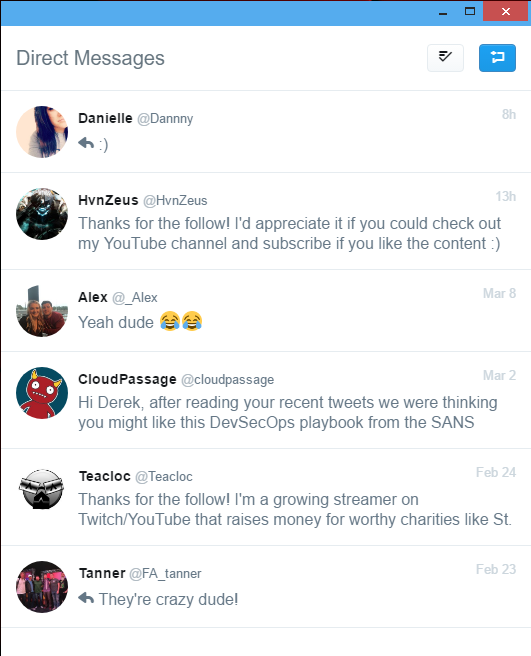 Direct Messages
Danielle @Dannny 8h
:)
HvnZeus @HvnZeus 13h
Thanks for the follow! I'd appreciate it if you could check out
my YouTube channel and subscribe if you like the content :)
Alex @_Alex Mar 8
Yeah dude 😂😂
CloudPassage @cloudpassage Mar 2
Hi Derek, after reading your recent tweets we were thinking
you might like this DevSecOps playbook from the SANS
Teacloc @Teacloc Feb 24
Thanks for the follow! I'm a growing streamer on
Twitch/YouTube that raises money for worthy charities like St.
Tanner @FA_tanner Feb 23
They're crazy dude!